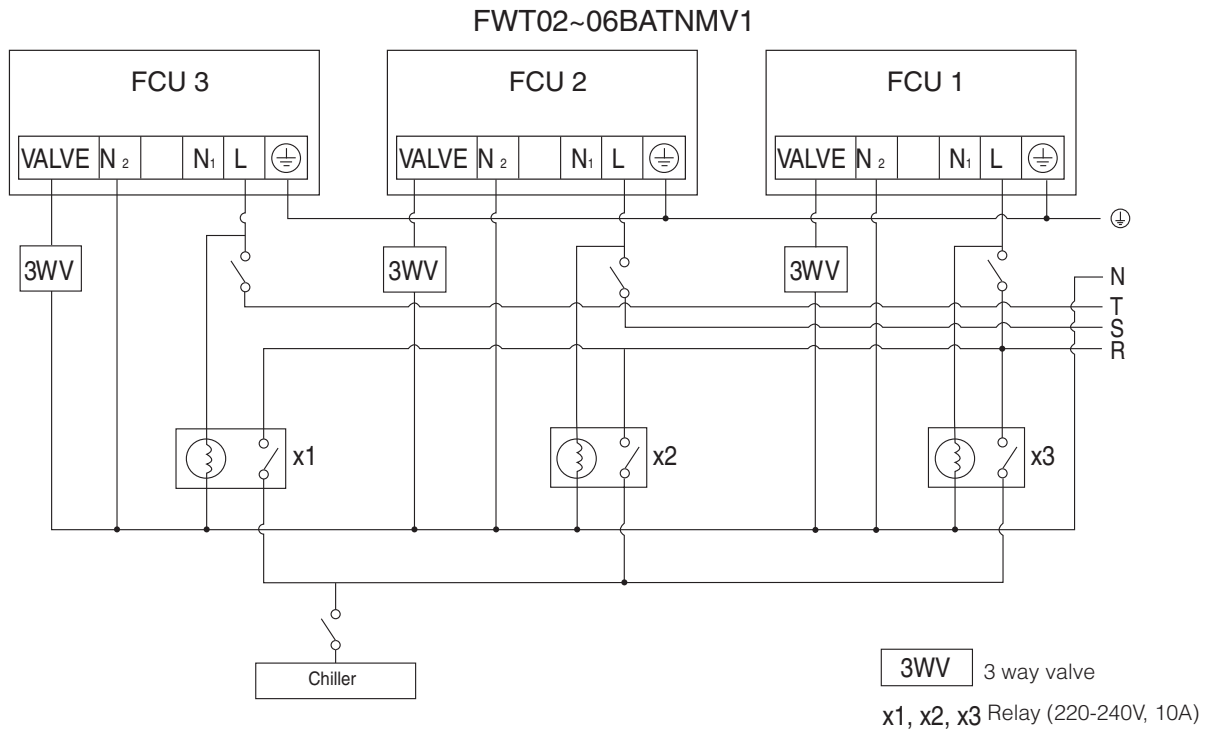 FWT02~06BATNMV1
FCU 3 FCU 2 FCU 1
VALVE N2 N1 L VALVE N2 N1 L VALVE N2 N1 L
3WV 3WV 3WV
N
T
S
R
x1 x2 x3
Chiller
3WV 3 way valve
x1, x2, x3 Relay (220-240V, 10A)